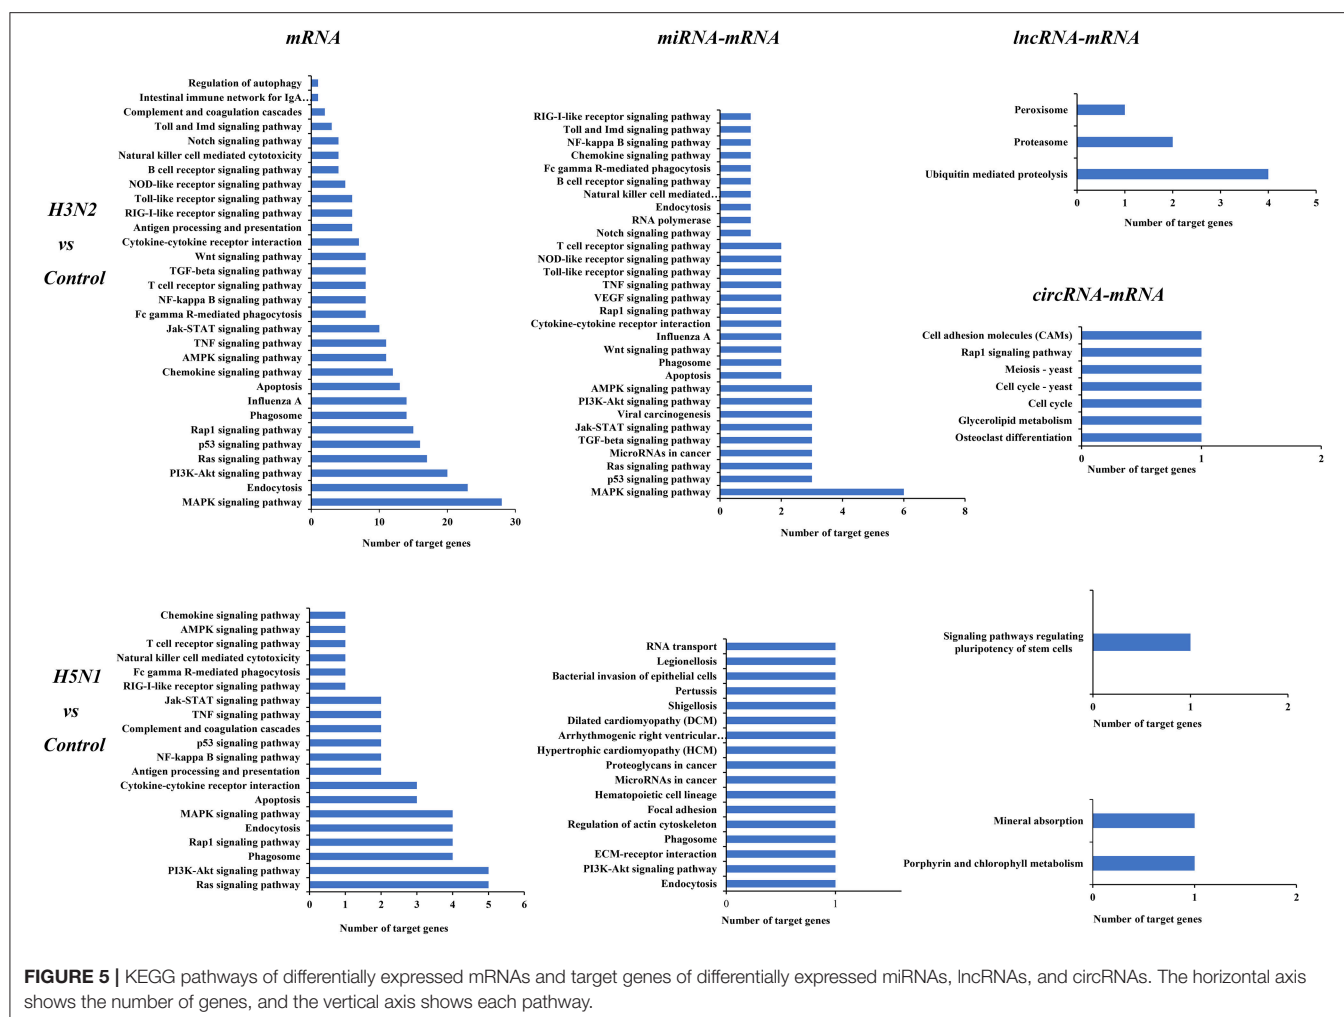 mRNA
miRNA-mRNA
lncRNA-mRNA
H3N2
vs
Control
Regulation of autophagy
Intestinal immune network for IgA...
Complement and coagulation cascades
Toll and Imd signaling pathway
Notch signaling pathway
Natural killer cell mediated cytotoxicity
B cell receptor signaling pathway
NOD-like receptor signaling pathway
Toll-like receptor signaling pathway
RIG-I-like receptor signaling pathway
Antigen processing and presentation
Cytokine-cytokine receptor interaction
Wnt signaling pathway
TGF-beta signaling pathway
T cell receptor signaling pathway
NF-kappa B signaling pathway
Fc gamma R-mediated phagocytosis
Jak-STAT signaling pathway
TNF signaling pathway
AMPK signaling pathway
Chemokine signaling pathway
Apoptosis
Influenza A
Phagosome
Rap1 signaling pathway
p53 signaling pathway
Ras signaling pathway
PI3K-Akt signaling pathway
Endocytosis
MAPK signaling pathway
0 10 20 30
Number of target genes
RIG-I-like receptor signaling pathway
Toll and Imd signaling pathway
NF-kappa B signaling pathway
Chemokine signaling pathway
Fc gamma R-mediated phagocytosis
B cell receptor signaling pathway
Natural killer cell mediated...
Endocytosis
RNA polymerase
Notch signaling pathway
T cell receptor signaling pathway
NOD-like receptor signaling pathway
Toll-like receptor signaling pathway
TNF signaling pathway
VEGF signaling pathway
Rap1 signaling pathway
Cytokine-cytokine receptor interaction
Influenza A
Wnt signaling pathway
Phagosome
Apoptosis
AMPK signaling pathway
PI3K-Akt signaling pathway
Viral carcinogenesis
Jak-STAT signaling pathway
TGF-beta signaling pathway
MicroRNAs in cancer
Ras signaling pathway
p53 signaling pathway
MAPK signaling pathway
0 2 4 6 8
Number of target genes
Peroxisome
Proteasome
Ubiquitin mediated proteolysis
0 1 2 3 4 5
Number of target genes
circRNA-mRNA
Cell adhesion molecules (CAMs)
Rap1 signaling pathway
Meiosis - yeast
Cell cycle - yeast
Cell cycle
Glycerolipid metabolism
Osteoclast differentiation
0 1 2
Number of target genes
H5N1
vs
Control
Chemokine signaling pathway
AMPK signaling pathway
T cell receptor signaling pathway
Natural killer cell mediated cytotoxicity
Fc gamma R-mediated phagocytosis
RIG-I-like receptor signaling pathway
Jak-STAT signaling pathway
TNF signaling pathway
Complement and coagulation cascades
p53 signaling pathway
NF-kappa B signaling pathway
Antigen processing and presentation
Cytokine-cytokine receptor interaction
Apoptosis
MAPK signaling pathway
Endocytosis
Rap1 signaling pathway
Phagosome
PI3K-Akt signaling pathway
Ras signaling pathway
0 1 2 3 4 5 6
Number of target genes
RNA transport
Legionellosis
Bacterial invasion of epithelial cells
Pertussis
Shigellosis
Dilated cardiomyopathy (DCM)
Arrhythmogenic right ventricular...
Hypertrophic cardiomyopathy (HCM)
Proteoglycans in cancer
MicroRNAs in cancer
Hematopoietic cell lineage
Focal adhesion
Regulation of actin cytoskeleton
Phagosome
ECM-receptor interaction
PI3K-Akt signaling pathway
Endocytosis
0 1
Number of target genes
Signaling pathways regulating
pluripotency of stem cells
0 1 2
Number of target genes
Mineral absorption
Porphyrin and chlorophyll metabolism
0 1 2
Number of target genes
FIGURE 5 | KEGG pathways of differentially expressed mRNAs and target genes of differentially expressed miRNAs, lncRNAs, and circRNAs. The horizontal axis
shows the number of genes, and the vertical axis shows each pathway.